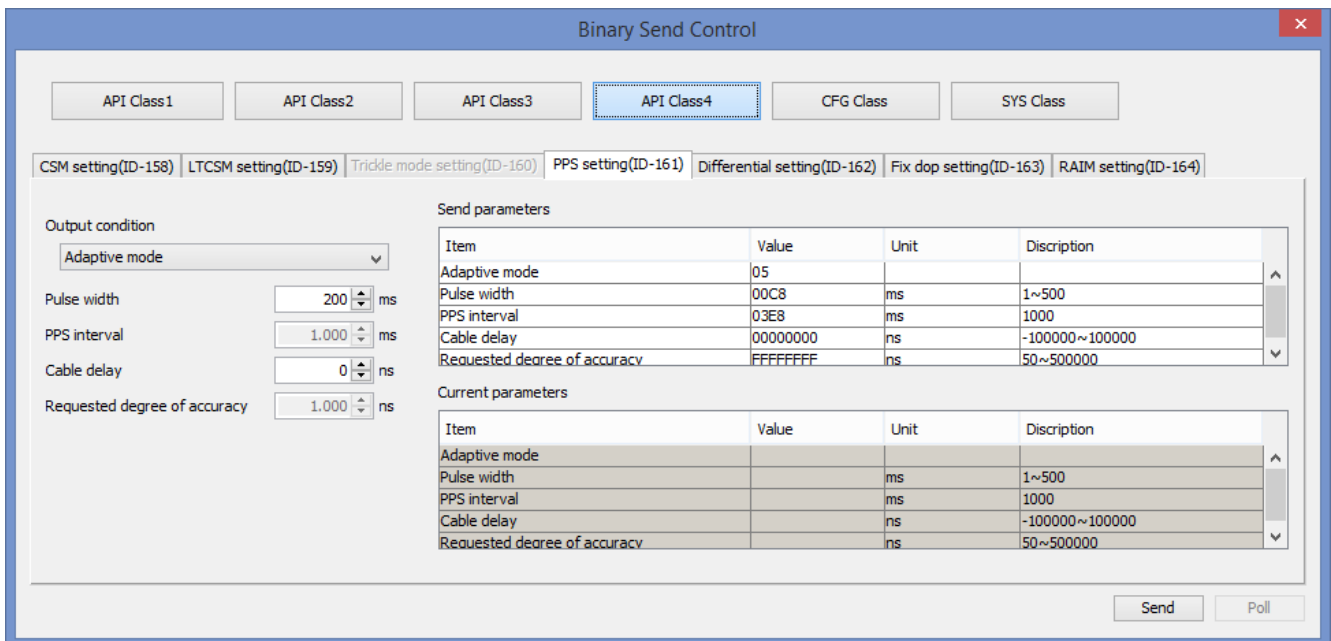 Binary Send Control
API Class1 API Class2 API Class3 API Class4 CFG Class SYS Class
CSM setting(ID-158) LTCSM setting(ID-159) Trickle mode setting(ID-160) PPS setting(ID-161) Differential setting(ID-162) Fix dop setting(ID-163) RAIM setting(ID-164)
Output condition
Adaptive mode
Pulse width 200 ms
PPS interval 1.000 ms
Cable delay 0 ns
Requested degree of accuracy 1.000 ns
Send parameters
Item Value Unit Discription
Adaptive mode 05
Pulse width 00C8 ms 1~500
PPS interval 03E8 ms 1000
Cable delay 00000000 ns -100000~100000
Requested degree of accuracy FFFFFFFF ns 50~500000
Current parameters
Item Value Unit Discription
Adaptive mode
Pulse width ms 1~500
PPS interval ms 1000
Cable delay ns -100000~100000
Requested degree of accuracy ns 50~500000
Send Poll